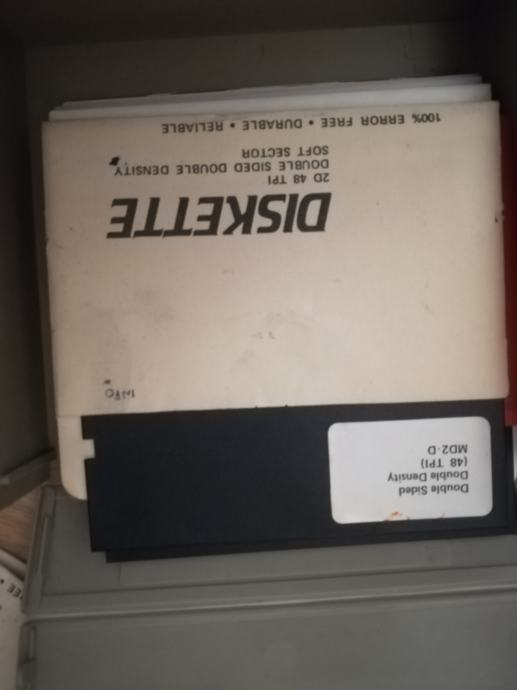 DISKETTE
2D 48 TPI
DOUBLE SIDED DOUBLE DENSITY
SOFT SECTOR
100% ERROR FREE • DURABLE • RELIABLE
Double Sided
Double Density
(48 TPI)
MD2-D